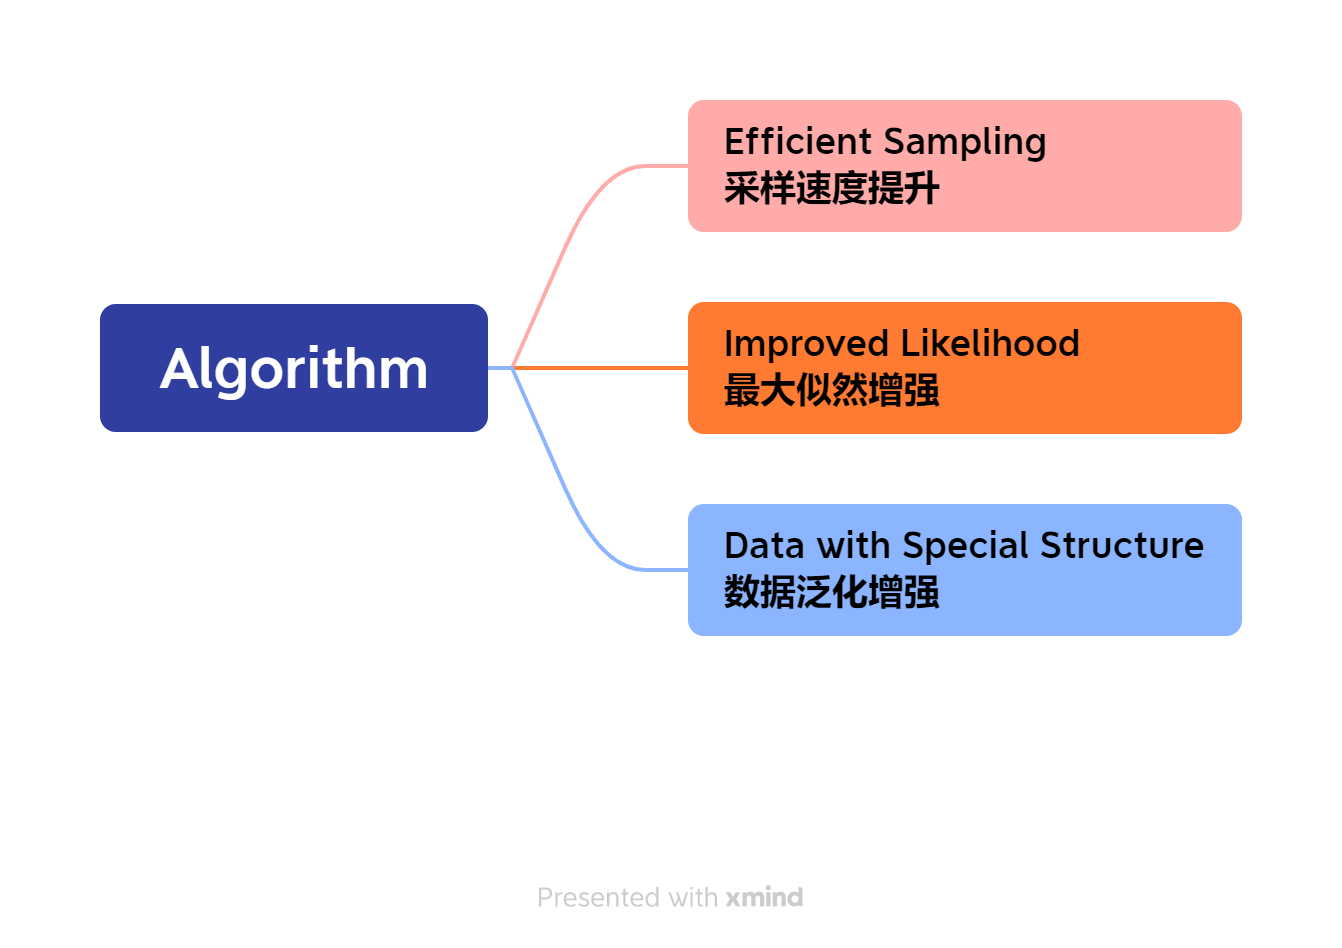 Algorithm
Efficient Sampling
采样速度提升
Improved Likelihood
最大似然增强
Data with Special Structure
数据泛化增强
Presented with xmind